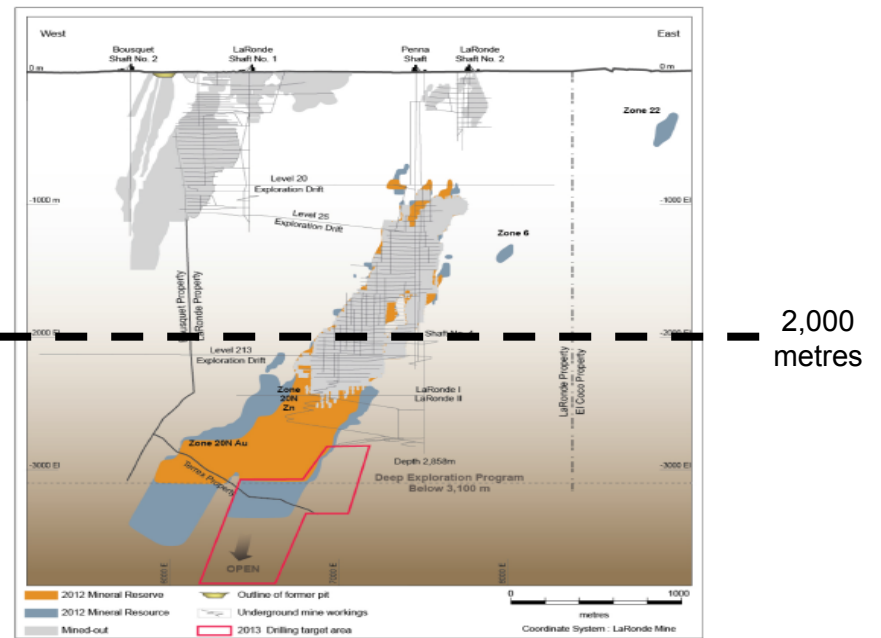 West
East
Bousquet
Shaft No. 2
LaRonde
Shaft No. 1
Penna
Shaft
LaRonde
Shaft No. 2
0 m
0 m
Zone 22
Level 20
Exploration Drift
-1000 m
-1000 El
Level 25
Exploration Drift
Zone 6
Bousquet Property
LaRonde Property
-2000 El
-2000 El
2,000
metres
Level 213
Exploration Drift
LaRonde Property
El Coco Property
Zone
20N
Zn
LaRonde I
LaRonde II
Zone 20N Au
Depth 2,858m
-3000 El
-3000 El
Terrex Property
Deep Exploration Program
Below 3,100 m
OPEN
7000 E
2012 Mineral Reserve
Outline of former pit
2012 Mineral Resource
Underground mine workings
Mined-out
2013 Drilling target area
0
1000
metres
Coordinate System : LaRonde Mine